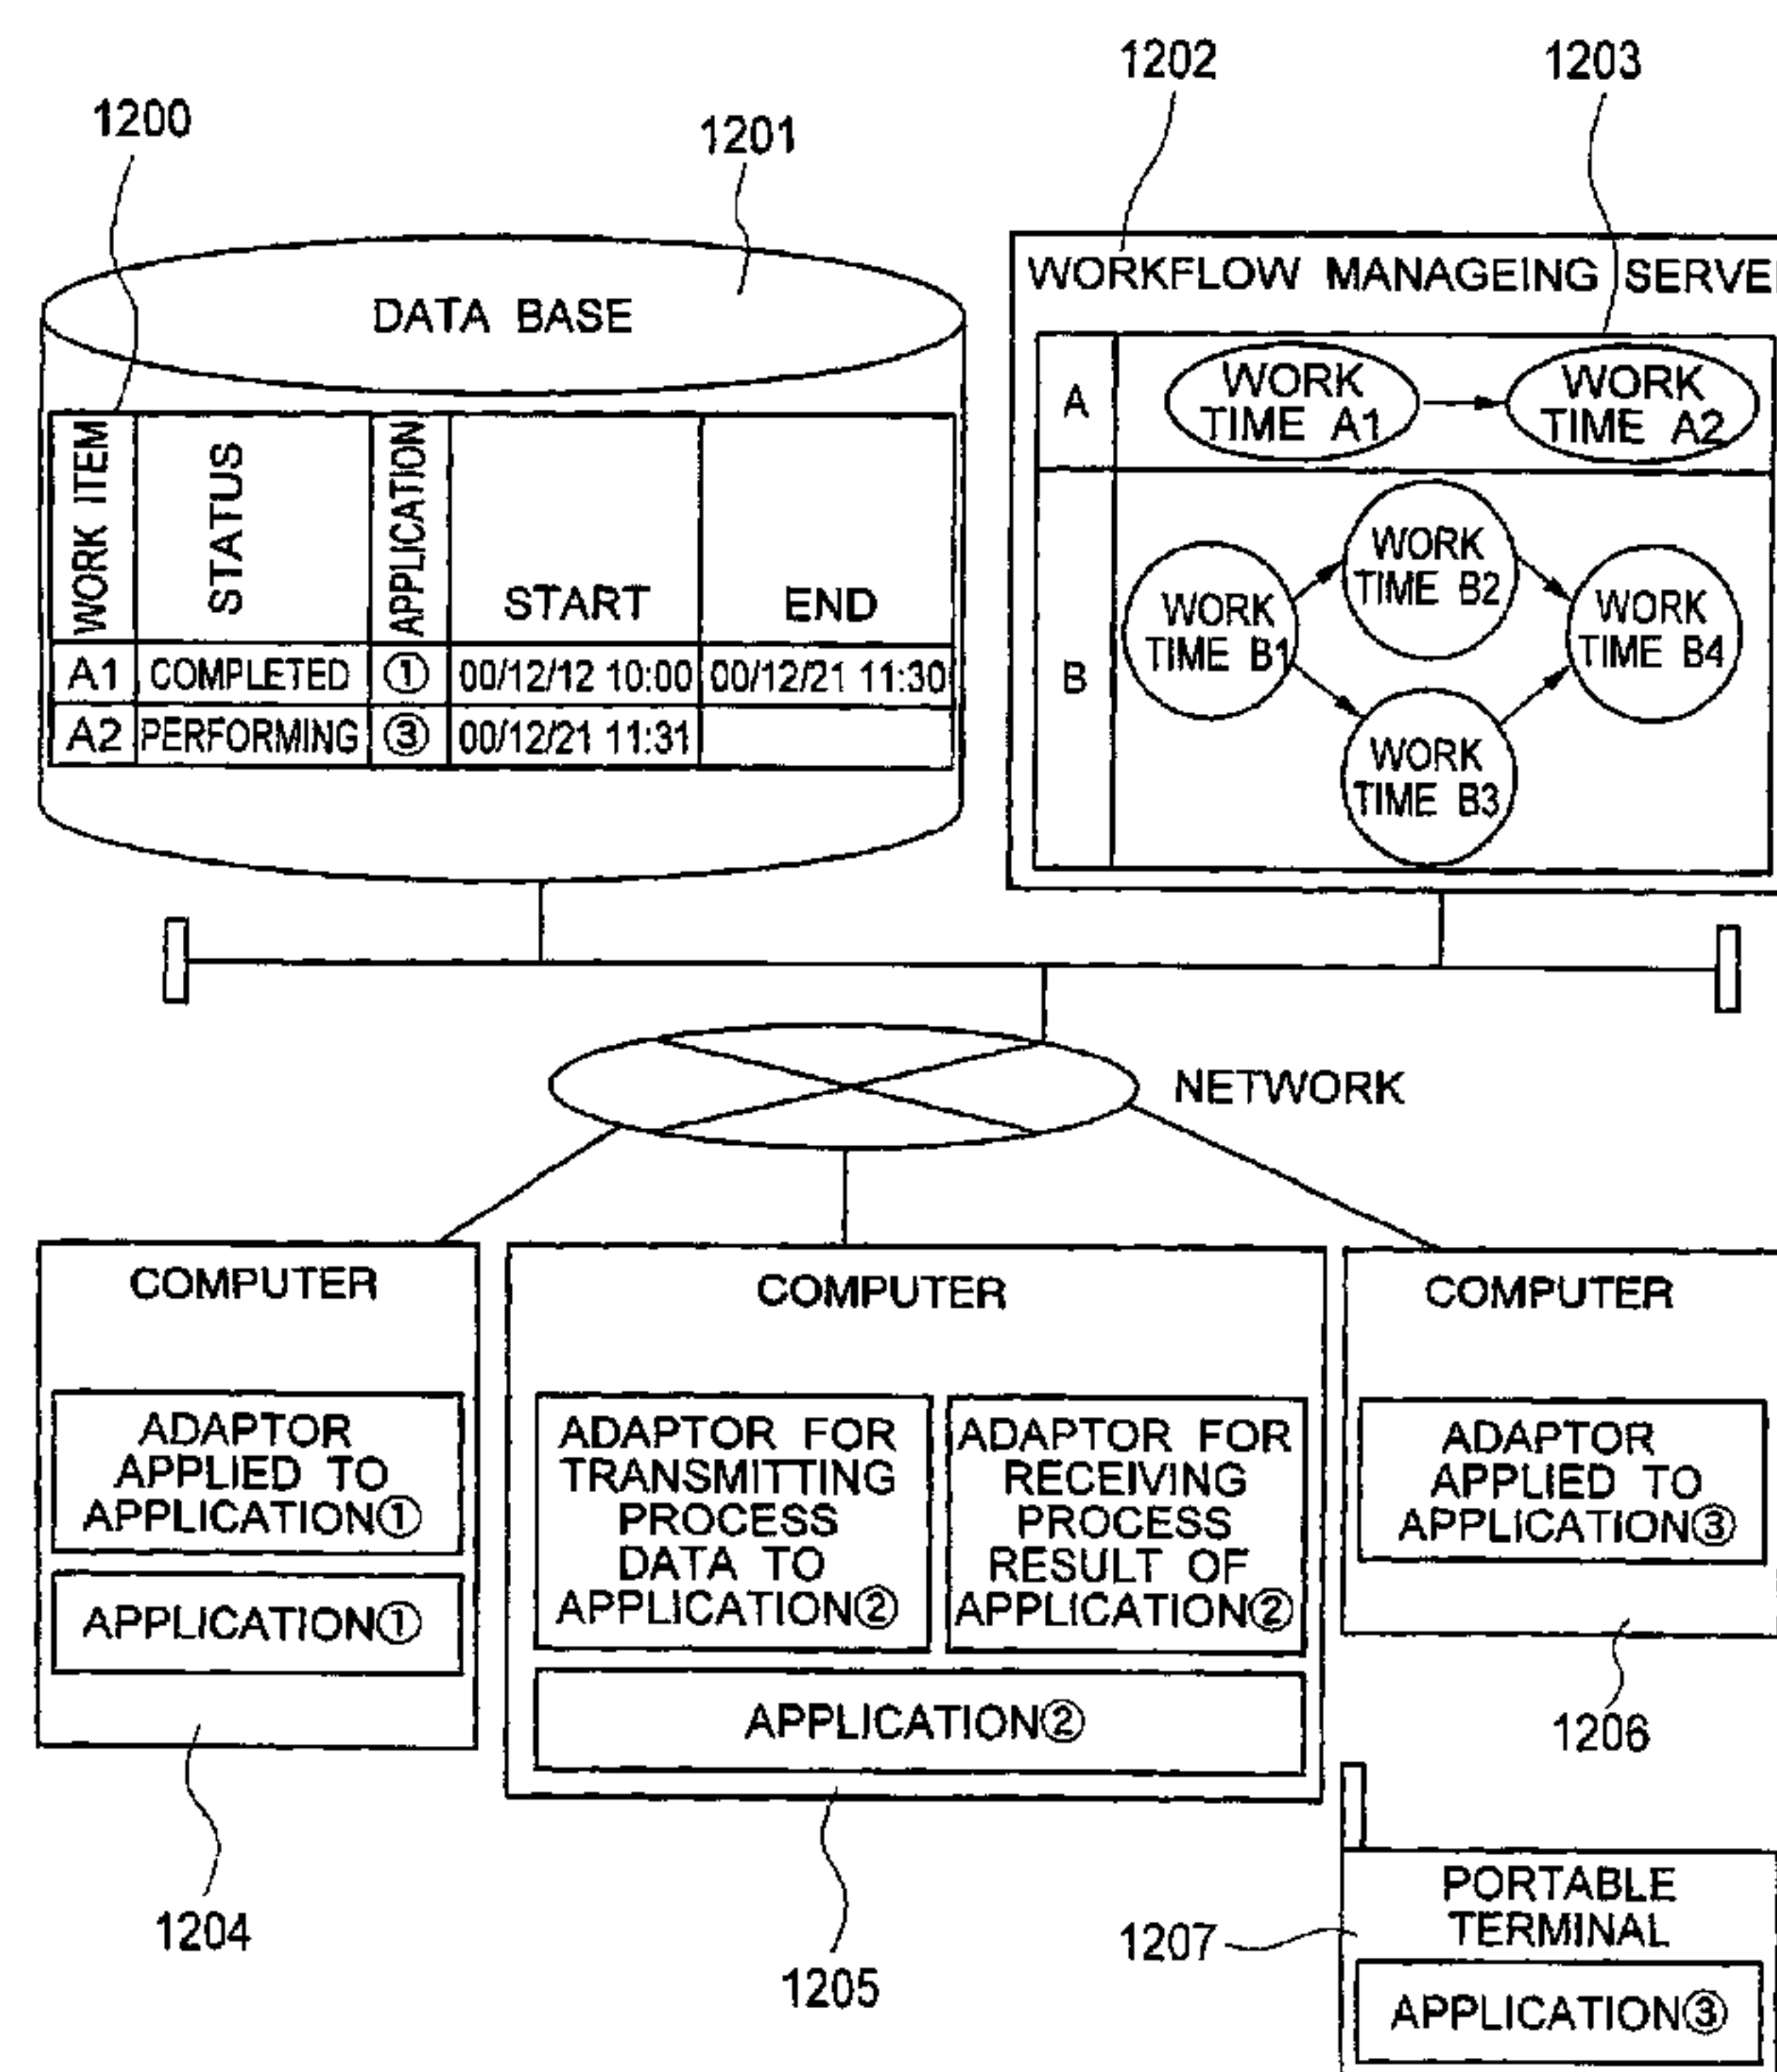 1200
1201
1202
1203
DATA BASE
WORK ITEM
STATUS
APPLICATION
START
END
A1 COMPLETED ① 00/12/12 10:00 00/12/21 11:30
A2 PERFORMING ③ 00/12/21 11:31
WORKFLOW MANAGEING SERVE
A
WORK
TIME A1
WORK
TIME A2
B
WORK
TIME B1
WORK
TIME B2
WORK
TIME B3
WORK
TIME B4
NETWORK
COMPUTER
ADAPTOR
APPLIED TO
APPLICATION①
APPLICATION①
1204
COMPUTER
ADAPTOR FOR
TRANSMITTING
PROCESS
DATA TO
APPLICATION②
ADAPTOR FOR
RECEIVING
PROCESS
RESULT OF
APPLICATION②
APPLICATION②
1205
COMPUTER
ADAPTOR
APPLIED TO
APPLICATION③
1206
1207
PORTABLE
TERMINAL
APPLICATION③